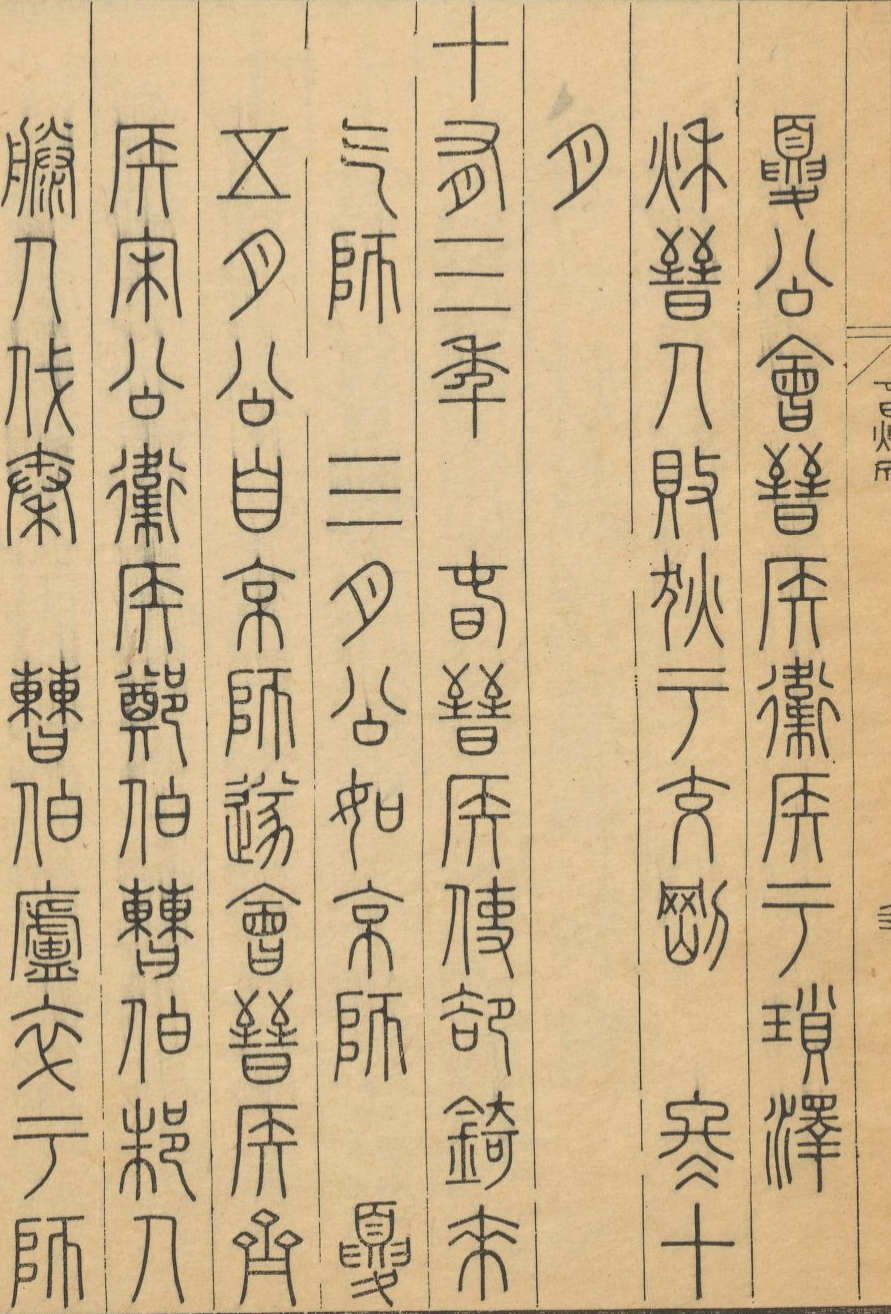 夏公會晉侯衛侯于瑣澤
秋晉人敗狄于交剛　冬十
月
十有三年　春晉侯使郤錡來
乞師　三月公如京師　夏
五月公自京師遂會晉侯齊
侯宋公衛侯鄭伯曹伯邾人
滕人伐秦　曹伯廬卒于師